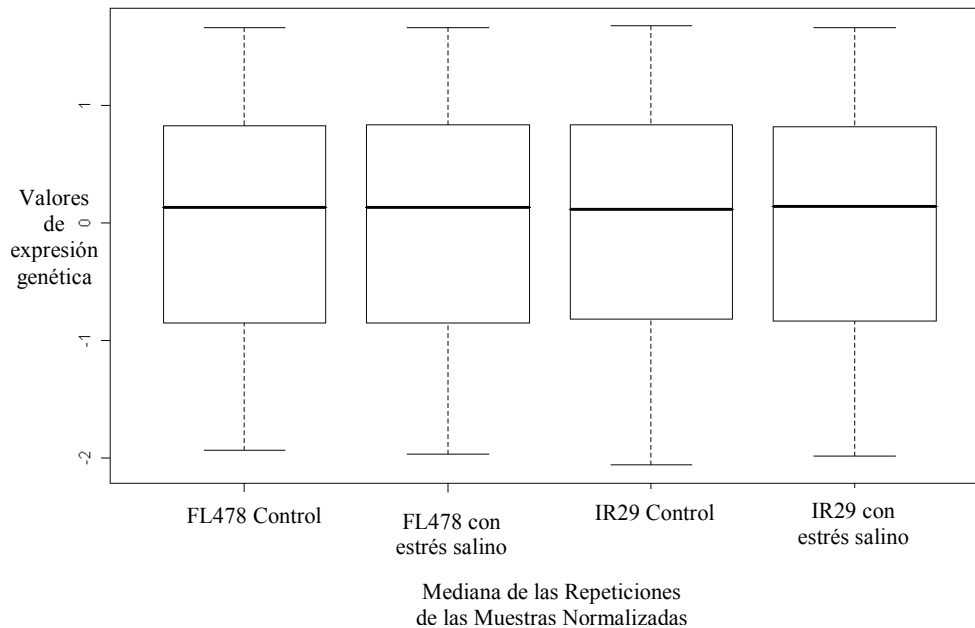 1
0
-1
-2
Valores
de
expresión
genética
FL478 Control
FL478 con
estrés salino
IR29 Control
IR29 con
estrés salino
Mediana de las Repeticiones
de las Muestras Normalizadas